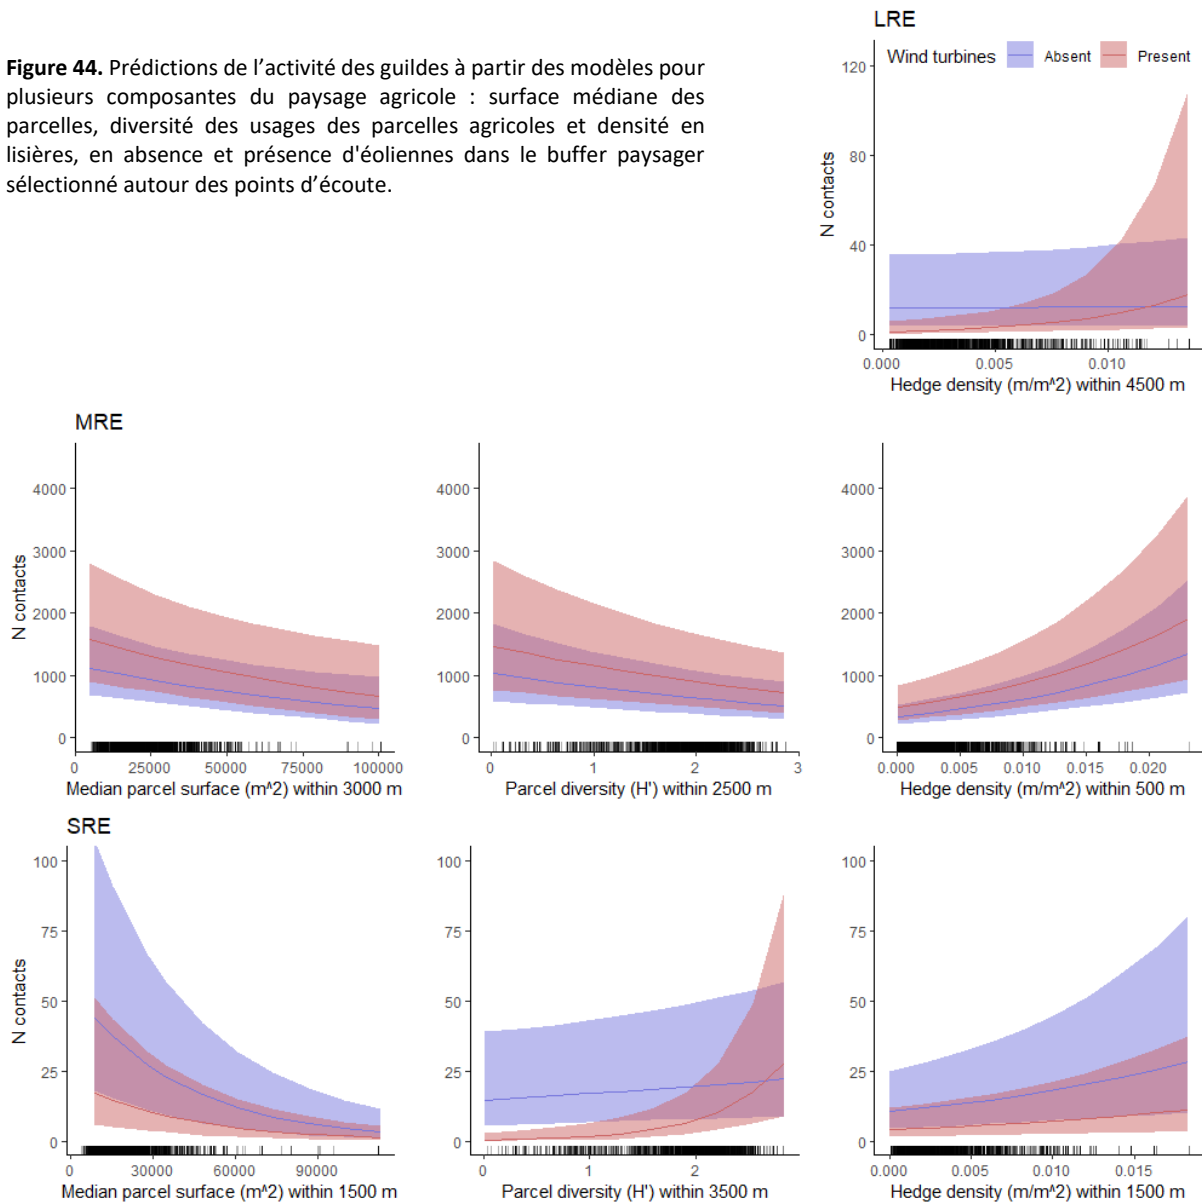 Figure 44. Prédictions de l'activité des guildes à partir des modèles pour
plusieurs composantes du paysage agricole : surface médiane des
parcelles, diversité des usages des parcelles agricoles et densité en
lisières, en absence et présence d'éoliennes dans le buffer paysager
sélectionné autour des points d'écoute.
LRE
Wind turbines Absent Present
N contacts
120
80
40
0
0.000 0.005 0.010
Hedge density (m/m^2) within 4500 m
MRE
N contacts
4000
3000
2000
1000
0
0 25000 50000 75000 100000
Median parcel surface (m^2) within 3000 m
4000
3000
2000
1000
0
0 1 2 3
Parcel diversity (H') within 2500 m
4000
3000
2000
1000
0
0.000 0.005 0.010 0.015 0.020
Hedge density (m/m^2) within 500 m
SRE
N contacts
100
75
50
25
0
0 30000 60000 90000
Median parcel surface (m^2) within 1500 m
100
75
50
25
0
0 1 2
Parcel diversity (H') within 3500 m
100
75
50
25
0
0.000 0.005 0.010 0.015
Hedge density (m/m^2) within 1500 m